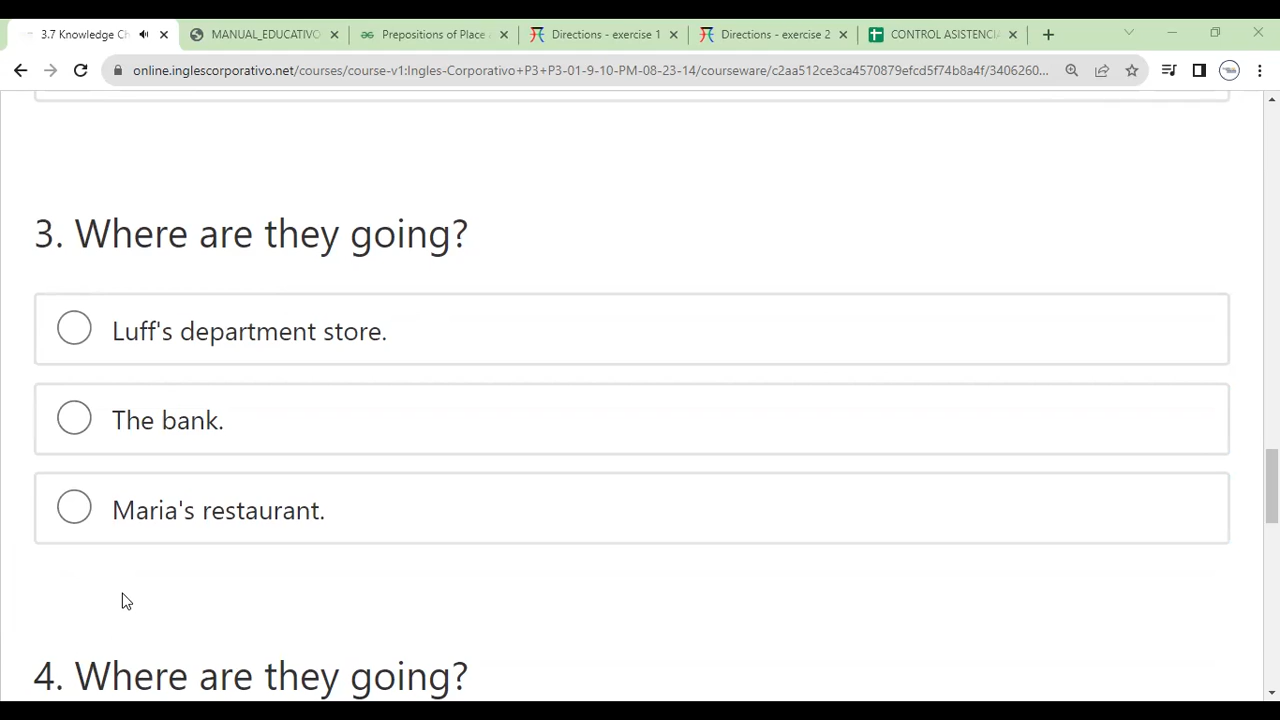 3.7 Knowledge Ch
MANUAL_EDUCATIVO
Prepositions of Place
Directions - exercise 1
Directions - exercise 2
CONTROL ASISTENCIA
online.inglescorporativo.net/courses/course-v1:Ingles-Corporativo+P3+P3-01-9-10-PM-08-23-14/courseware/c2aa512ce3ca4570879efcd5f74b8a4f/3406260...
3. Where are they going?
Luff's department store.
The bank.
Maria's restaurant.
4. Where are they going?